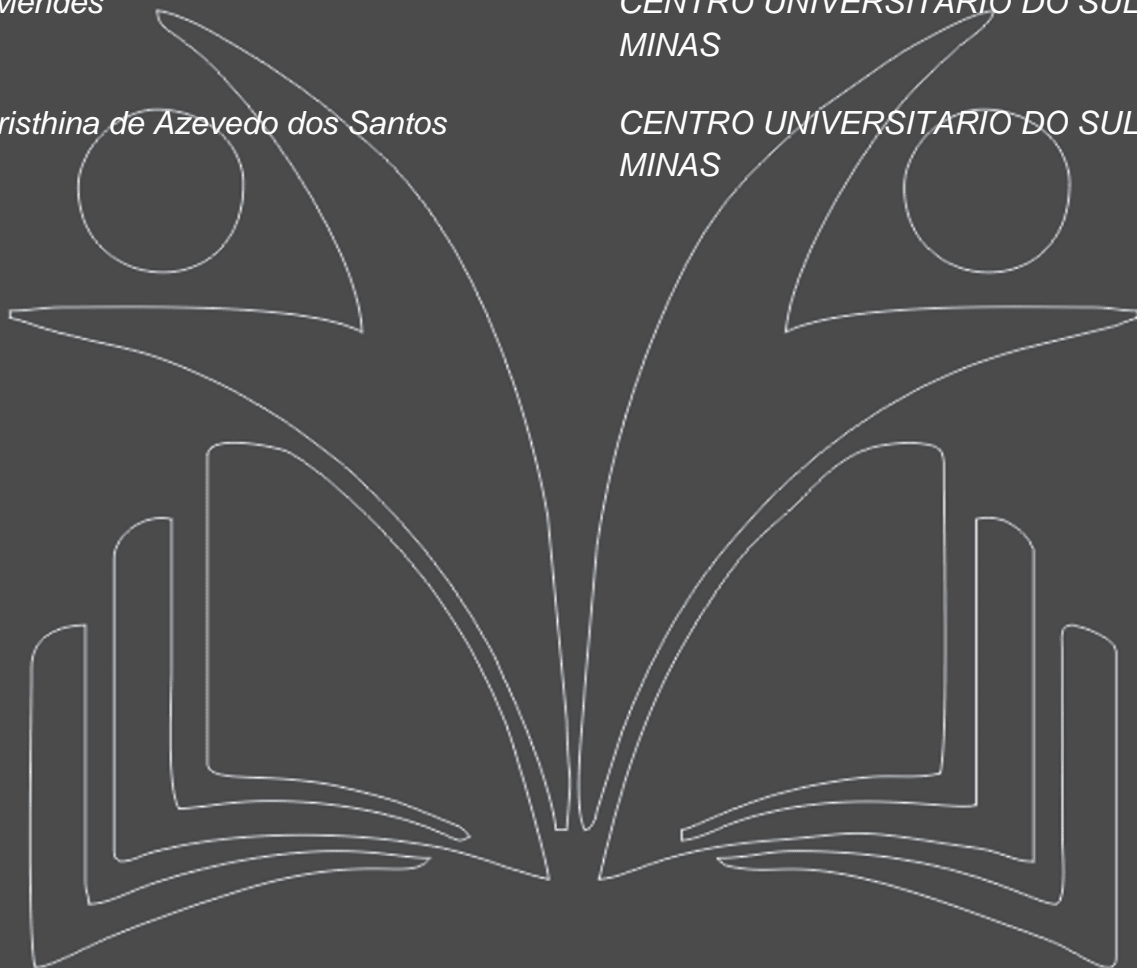 Mendes CENTRO UNIVERSITARIO DO SUL
MINAS
risthina de Azevedo dos Santos CENTRO UNIVERSITARIO DO SUL
MINAS